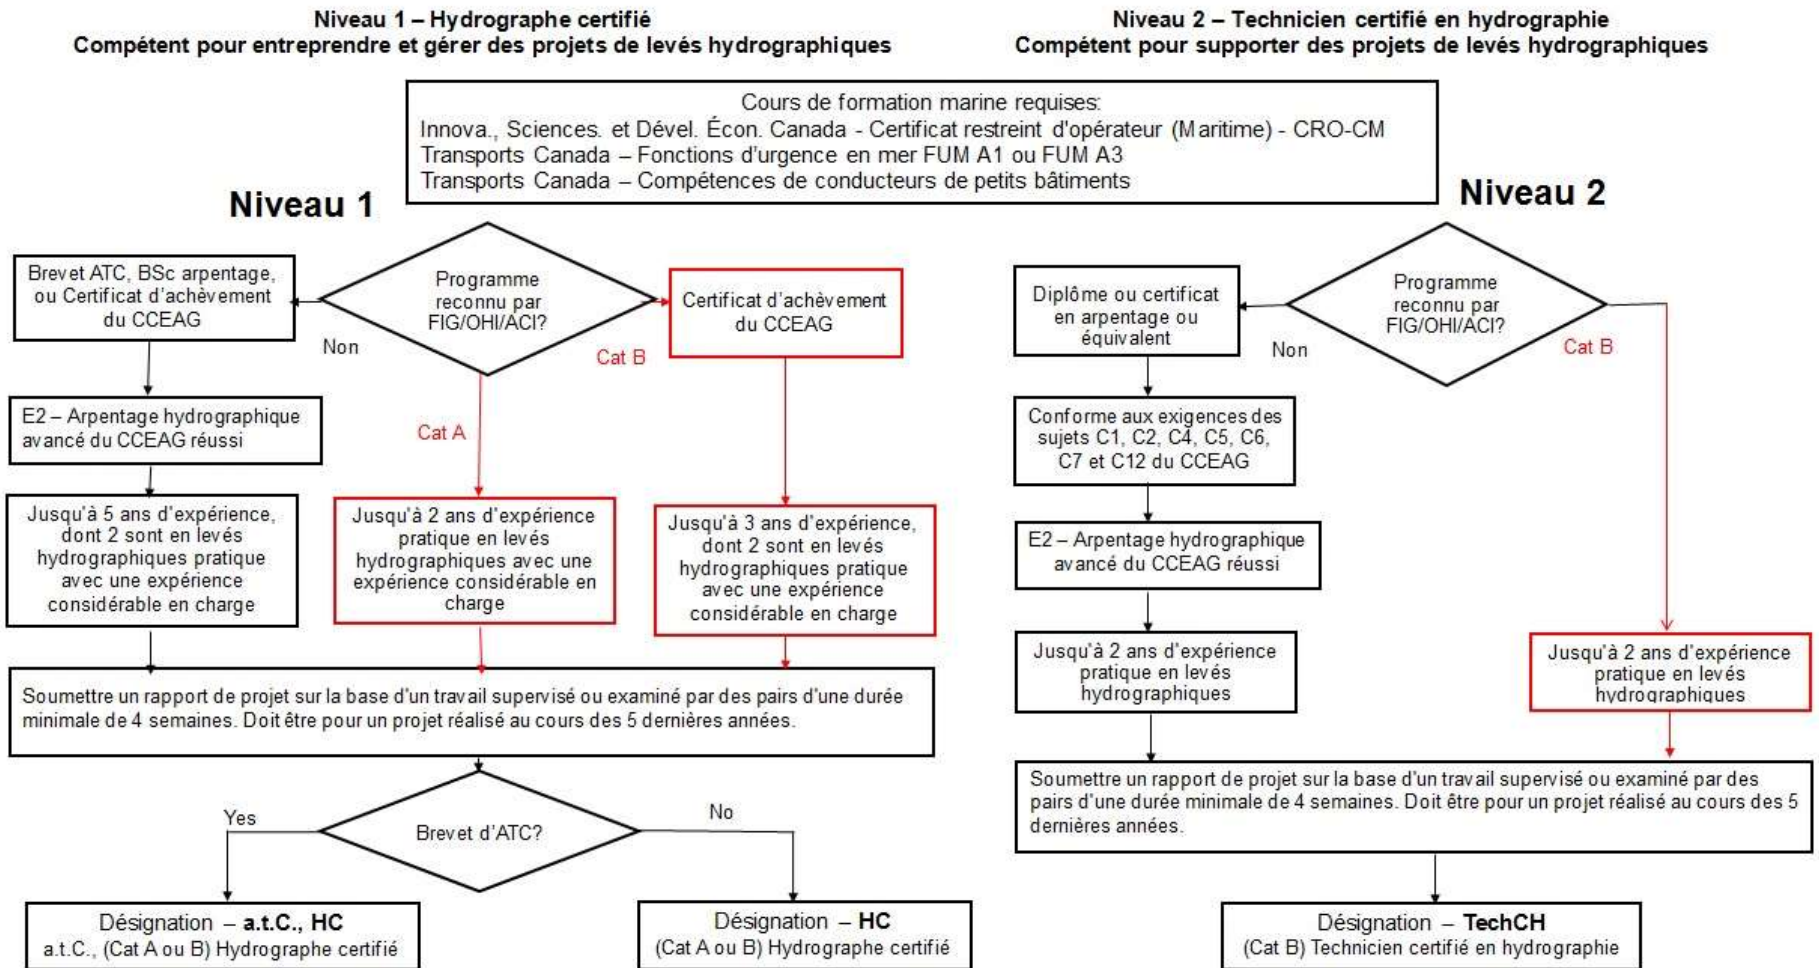 Niveau 1 – Hydrographe certifié
Compétent pour entreprendre et gérer des projets de levés hydrographiques
Niveau 2 – Technicien certifié en hydrographie
Compétent pour supporter des projets de levés hydrographiques
Cours de formation marine requises:
Innova., Sciences. et Dével. Écon. Canada - Certificat restreint d'opérateur (Maritime) - CRO-CM
Transports Canada – Fonctions d'urgence en mer FUM A1 ou FUM A3
Transports Canada – Compétences de conducteurs de petits bâtiments
Niveau 1
Brevet ATC, BSc arpentage,
ou Certificat d'achèvement
du CCEAG
Programme
reconnu par
FIG/OHI/ACI?
Certificat d'achèvement
du CCEAG
Non
Cat B
Cat A
E2 – Arpentage hydrographique
avancé du CCEAG réussi
Jusqu'à 5 ans d'expérience,
dont 2 sont en levés
hydrographiques pratique
avec une expérience
considérable en charge
Jusqu'à 2 ans d'expérience
pratique en levés
hydrographiques avec une
expérience considérable en
charge
Jusqu'à 3 ans d'expérience,
dont 2 sont en levés
hydrographiques pratique
avec une expérience
considérable en charge
Soumettre un rapport de projet sur la base d'un travail supervisé ou examiné par des pairs d'une durée
minimale de 4 semaines. Doit être pour un projet réalisé au cours des 5 dernières années.
Yes
Brevet d'ATC?
No
Désignation – a.t.C., HC
a.t.C., (Cat A ou B) Hydrographe certifié
Désignation – HC
(Cat A ou B) Hydrographe certifié
Niveau 2
Diplôme ou certificat
en arpentage ou
équivalent
Programme
reconnu par
FIG/OHI/ACI?
Non
Cat B
Conforme aux exigences des
sujets C1, C2, C4, C5, C6,
C7 et C12 du CCEAG
E2 – Arpentage hydrographique
avancé du CCEAG réussi
Jusqu'à 2 ans d'expérience
pratique en levés
hydrographiques
Jusqu'à 2 ans d'expérience
pratique en levés
hydrographiques
Soumettre un rapport de projet sur la base d'un travail supervisé ou examiné par des
pairs d'une durée minimale de 4 semaines. Doit être pour un projet réalisé au cours des 5
dernières années.
Désignation – TechCH
(Cat B) Technicien certifié en hydrographie